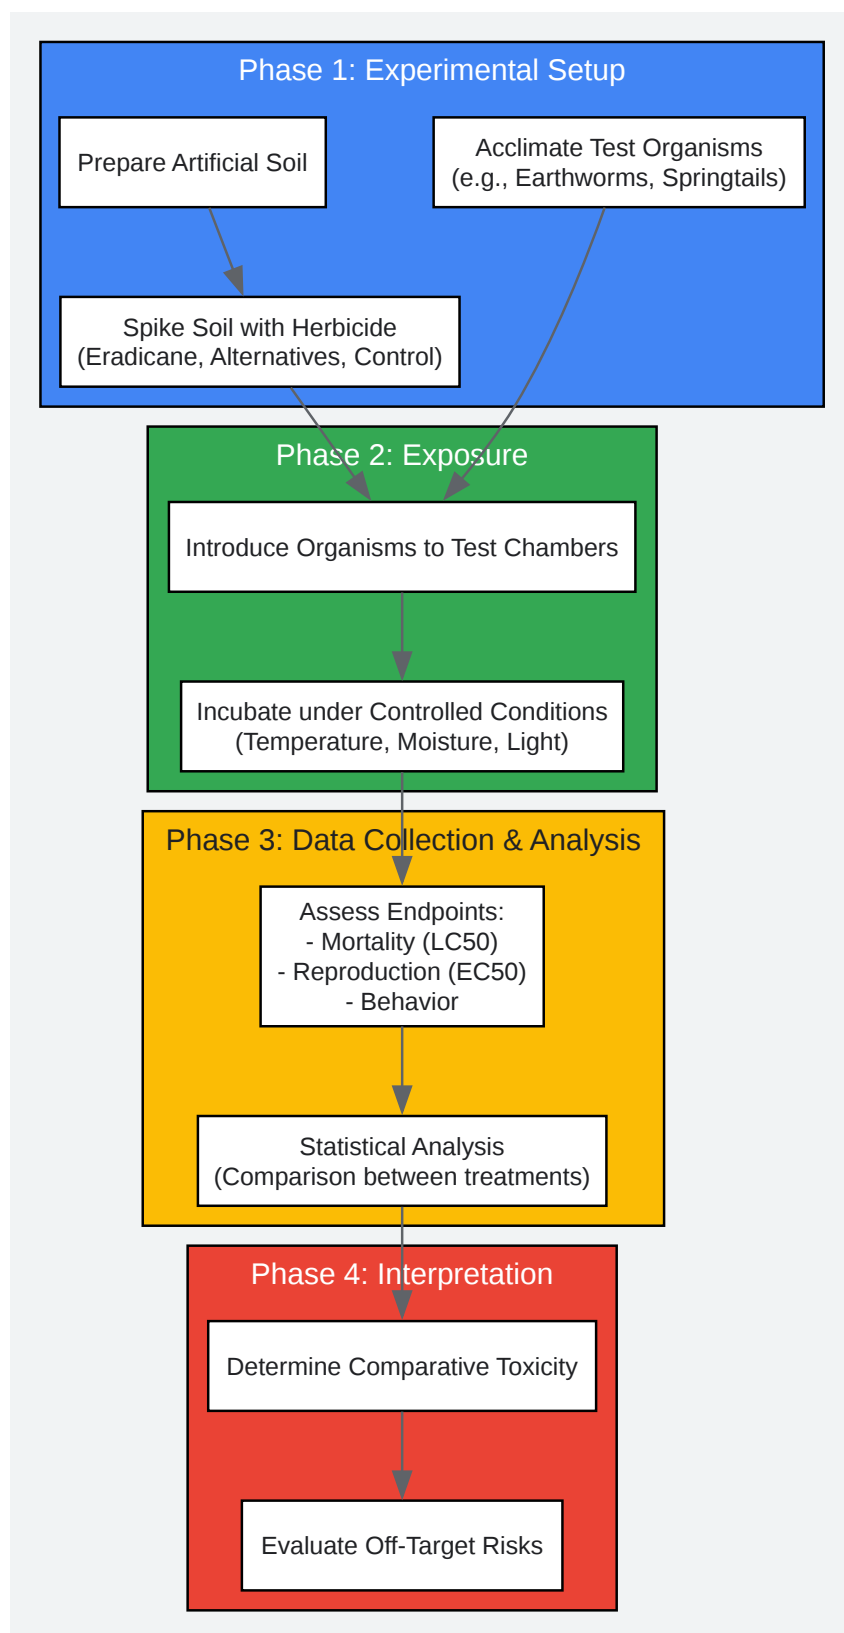 Phase 1: Experimental Setup
Prepare Artificial Soil
Acclimate Test Organisms
(e.g., Earthworms, Springtails)
Spike Soil with Herbicide
(Eradicane, Alternatives, Control)
Phase 2: Exposure
Introduce Organisms to Test Chambers
Incubate under Controlled Conditions
(Temperature, Moisture, Light)
Phase 3: Data Collection & Analysis
Assess Endpoints:
- Mortality (LC50)
- Reproduction (EC50)
- Behavior
Statistical Analysis
(Comparison between treatments)
Phase 4: Interpretation
Determine Comparative Toxicity
Evaluate Off-Target Risks